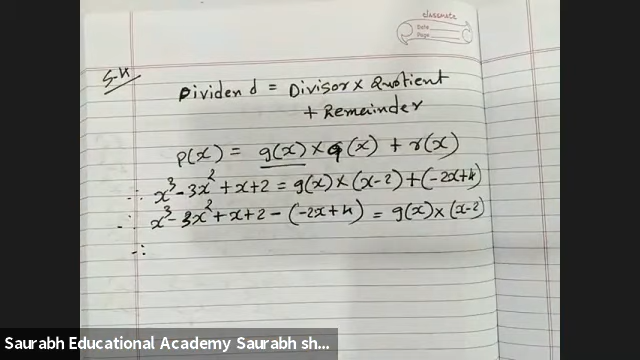 classmate
Date
Page
Dividend = Divisor × Quotient
+ Remainder
p(x) = g(x) × q(x) + r(x)
∴ x³ - 3x² + x + 2 = g(x) × (x-2) + (-2x+4)
∴ x³ - 3x² + x + 2 - (-2x+4) = g(x) × (x-2)
∴
Saurabh Educational Academy Saurabh sh...